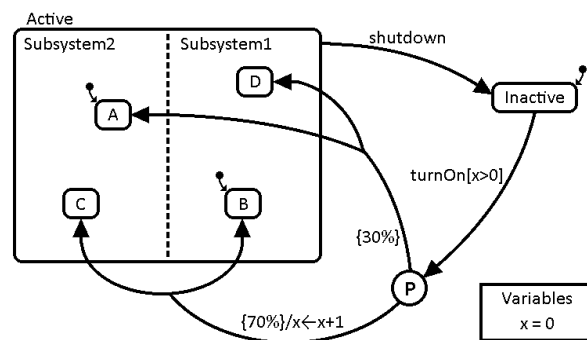 Active
Subsystem2
Subsystem1
shutdown
D
Inactive
A
turnOn[x>0]
C
B
{30%}
P
{70%}/x←x+1
Variables
x = 0